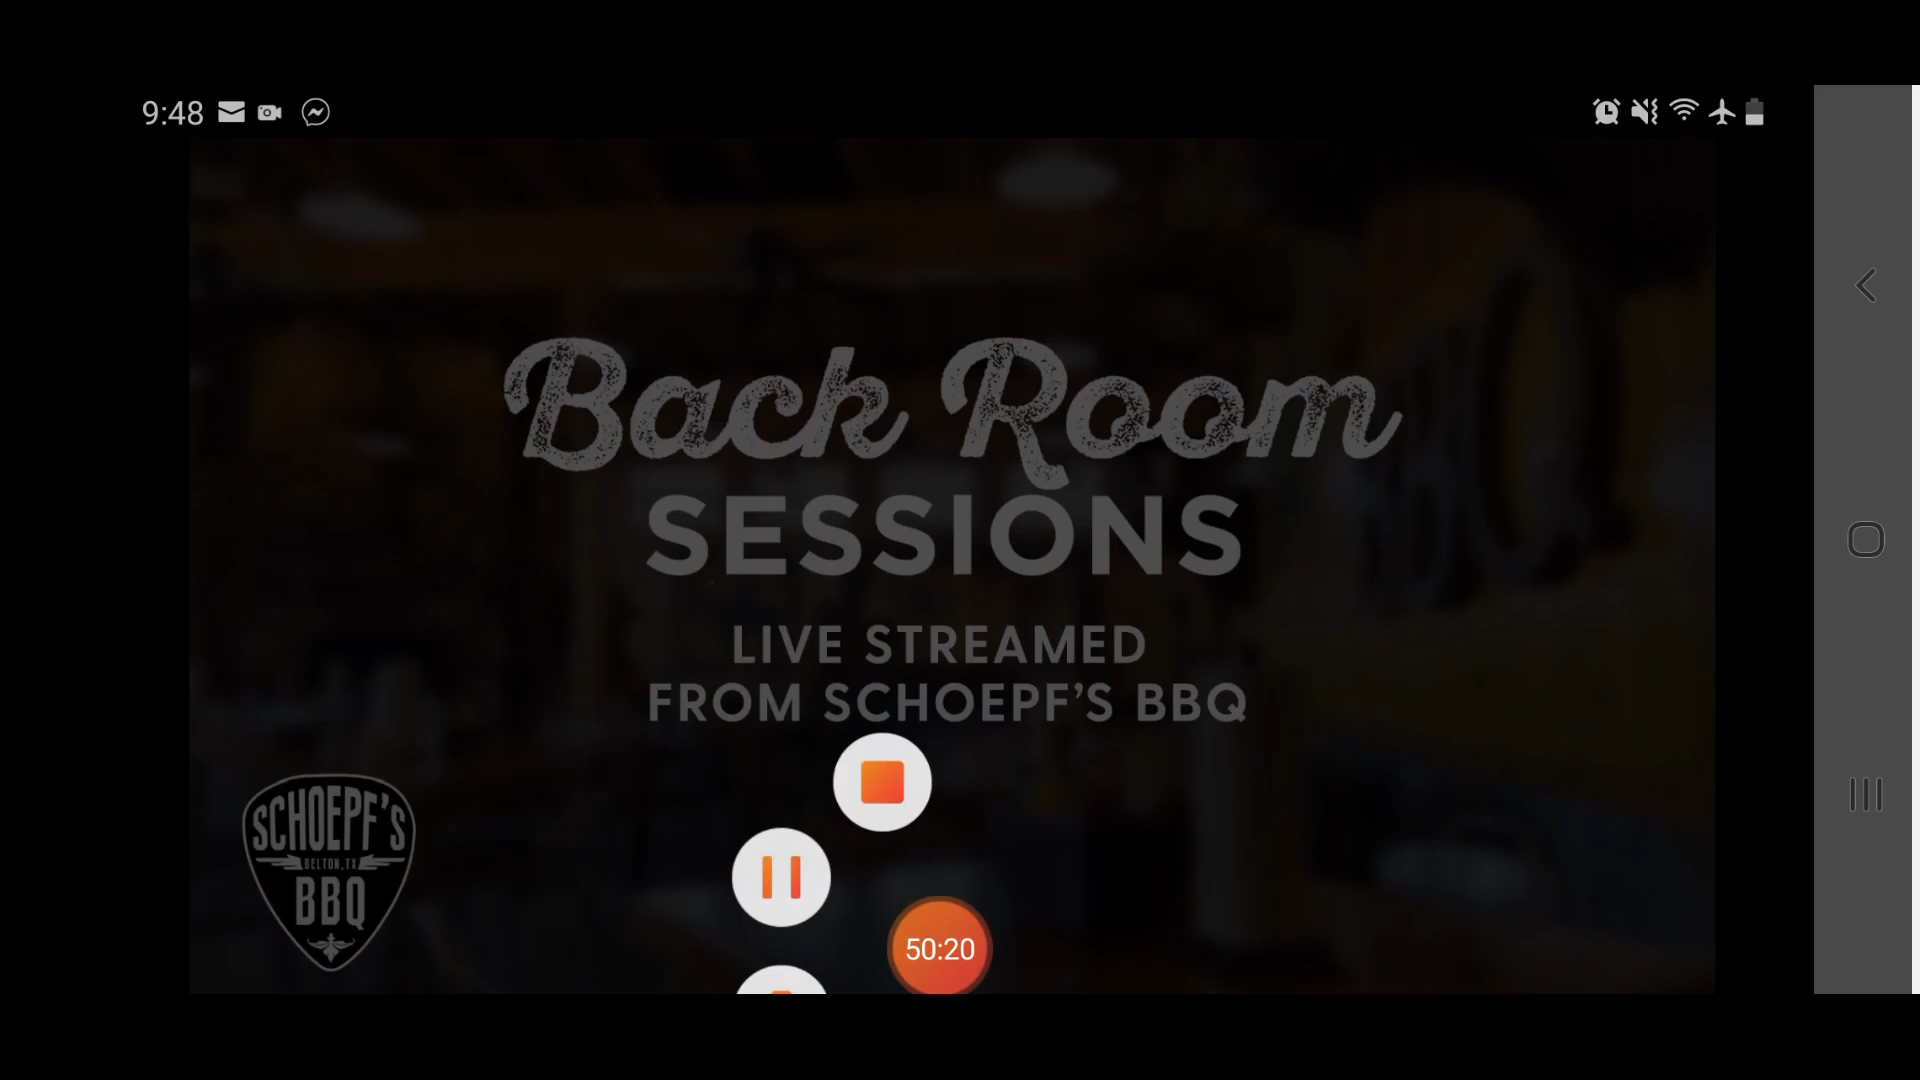 9:48
Back Room
SESSIONS
LIVE STREAMED
FROM SCHOEPF'S BBQ
SCHOEPF'S
BELTON, TX
BBQ
50:20